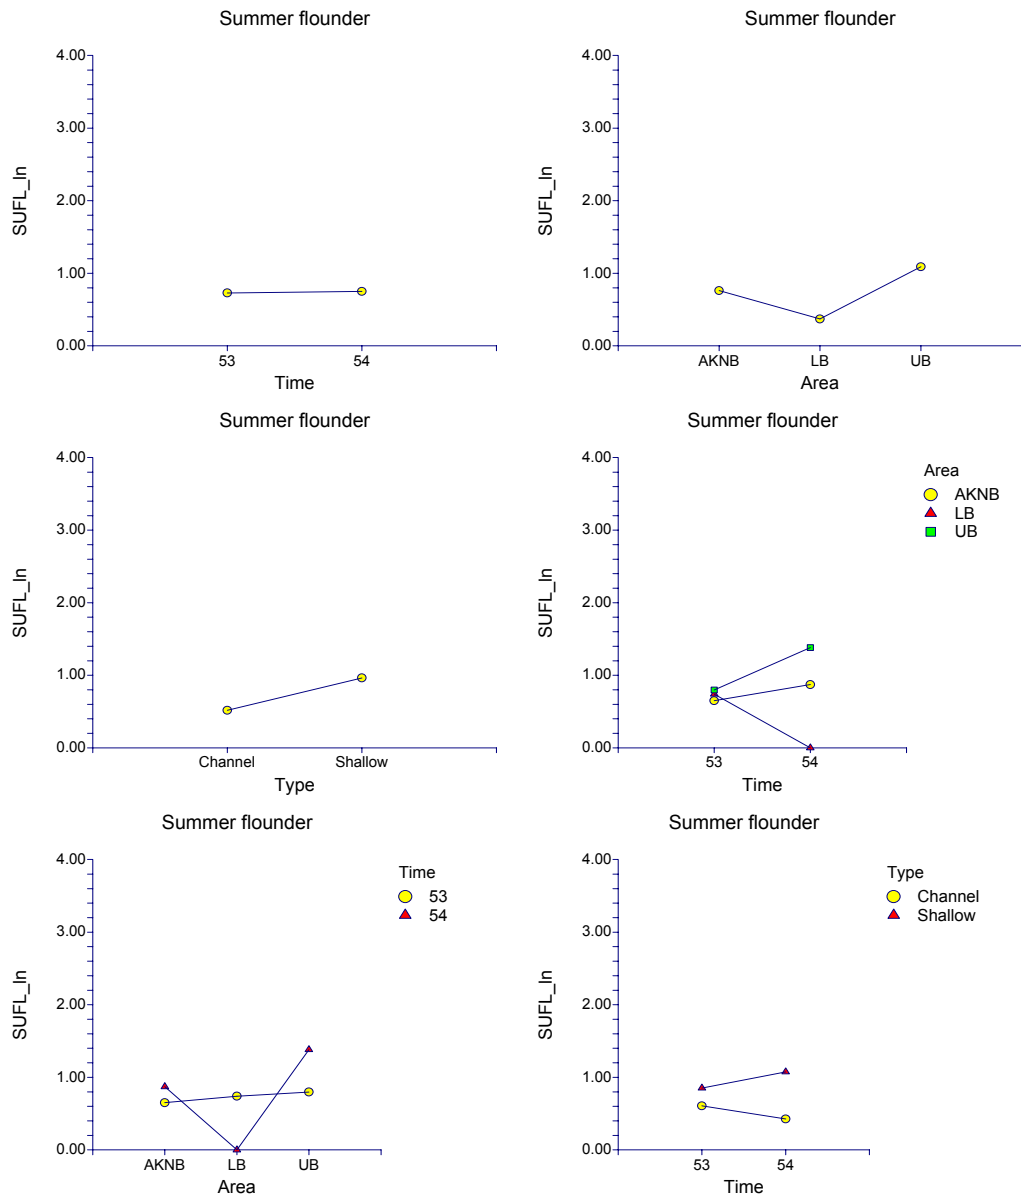 Summer flounder
4.00
3.00
2.00
1.00
0.00
SUFL_ln
53 54
Time
Summer flounder
4.00
3.00
2.00
1.00
0.00
SUFL_ln
AKNB LB UB
Area
Summer flounder
4.00
3.00
2.00
1.00
0.00
SUFL_ln
Channel Shallow
Type
Summer flounder
4.00
3.00
2.00
1.00
0.00
SUFL_ln
53 54
Time
Area
AKNB
LB
UB
Summer flounder
4.00
3.00
2.00
1.00
0.00
SUFL_ln
AKNB LB UB
Area
Time
53
54
Summer flounder
4.00
3.00
2.00
1.00
0.00
SUFL_ln
53 54
Time
Type
Channel
Shallow